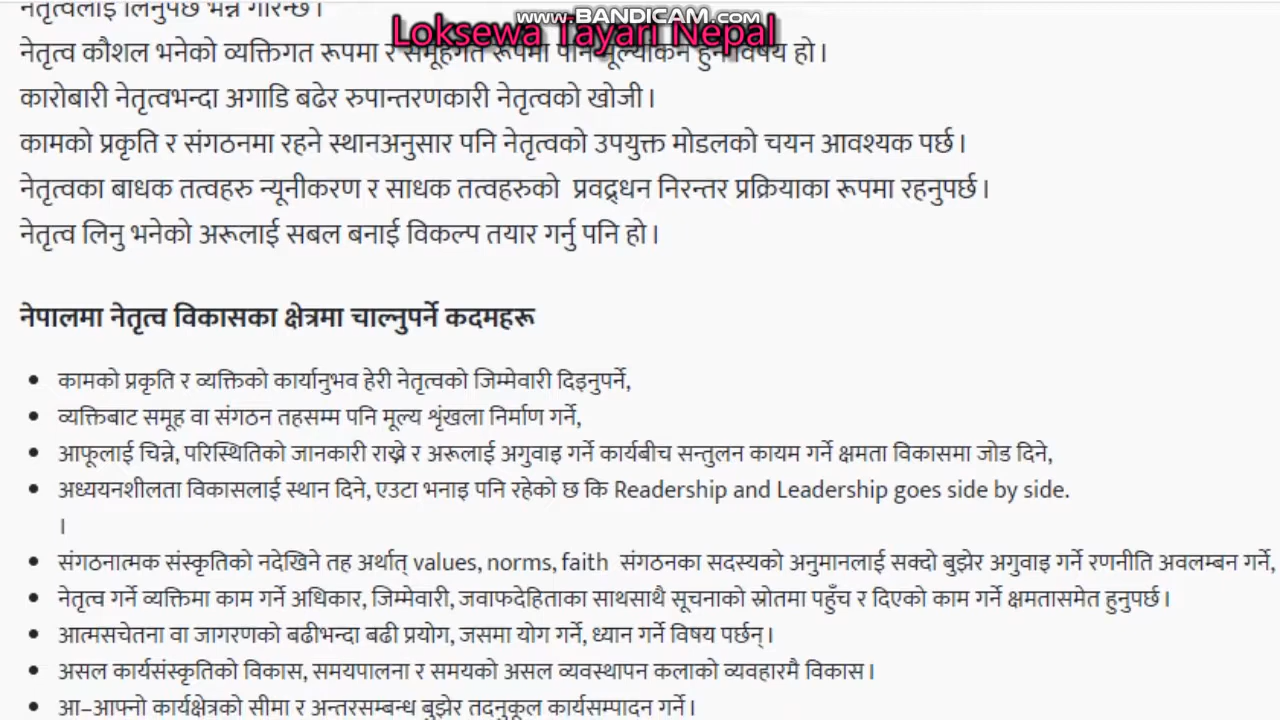 नेतृत्वलाई लिनुपर्छ भन्ने गरिन्छ ।
www.BANDICAM.com
Loksewa Tayari Nepal
नेतृत्व कौशल भनेको व्यक्तिगत रूपमा र समूहगत रूपमा पनि मूल्यांकन हुने विषय हो ।
कारोबारी नेतृत्वभन्दा अगाडि बढेर रुपान्तरणकारी नेतृत्वको खोजी ।
कामको प्रकृति र संगठनमा रहने स्थानअनुसार पनि नेतृत्वको उपयुक्त मोडलको चयन आवश्यक पर्छ ।
नेतृत्वका बाधक तत्वहरु न्यूनीकरण र साधक तत्वहरुको प्रवद्र्धन निरन्तर प्रक्रियाका रूपमा रहनुपर्छ ।
नेतृत्व लिनु भनेको अरूलाई सबल बनाई विकल्प तयार गर्नु पनि हो ।
नेपालमा नेतृत्व विकासका क्षेत्रमा चाल्नुपर्ने कदमहरू
• कामको प्रकृति र व्यक्तिको कार्यानुभव हेरी नेतृत्वको जिम्मेवारी दिइनुपर्ने,
• व्यक्तिबाट समूह वा संगठन तहसम्म पनि मूल्य शृंखला निर्माण गर्ने,
• आफूलाई चिन्ने, परिस्थितिको जानकारी राख्ने र अरूलाई अगुवाइ गर्ने कार्यबीच सन्तुलन कायम गर्ने क्षमता विकासमा जोड दिने,
• अध्ययनशीलता विकासलाई स्थान दिने, एउटा भनाइ पनि रहेको छ कि Readership and Leadership goes side by side.
।
• संगठनात्मक संस्कृतिको नदेखिने तह अर्थात् values, norms, faith संगठनका सदस्यको अनुमानलाई सक्दो बुझेर अगुवाइ गर्ने रणनीति अवलम्बन गर्ने,
• नेतृत्व गर्ने व्यक्तिमा काम गर्ने अधिकार, जिम्मेवारी, जवाफदेहिताका साथसाथै सूचनाको स्रोतमा पहुँच र दिएको काम गर्ने क्षमतासमेत हुनुपर्छ ।
• आत्मसचेतना वा जागरणको बढीभन्दा बढी प्रयोग, जसमा योग गर्ने, ध्यान गर्ने विषय पर्छन् ।
• असल कार्यसंस्कृतिको विकास, समयपालना र समयको असल व्यवस्थापन कलाको व्यवहारमै विकास ।
• आ–आफ्नो कार्यक्षेत्रको सीमा र अन्तरसम्बन्ध बुझेर तदनुकूल कार्यसम्पादन गर्ने ।